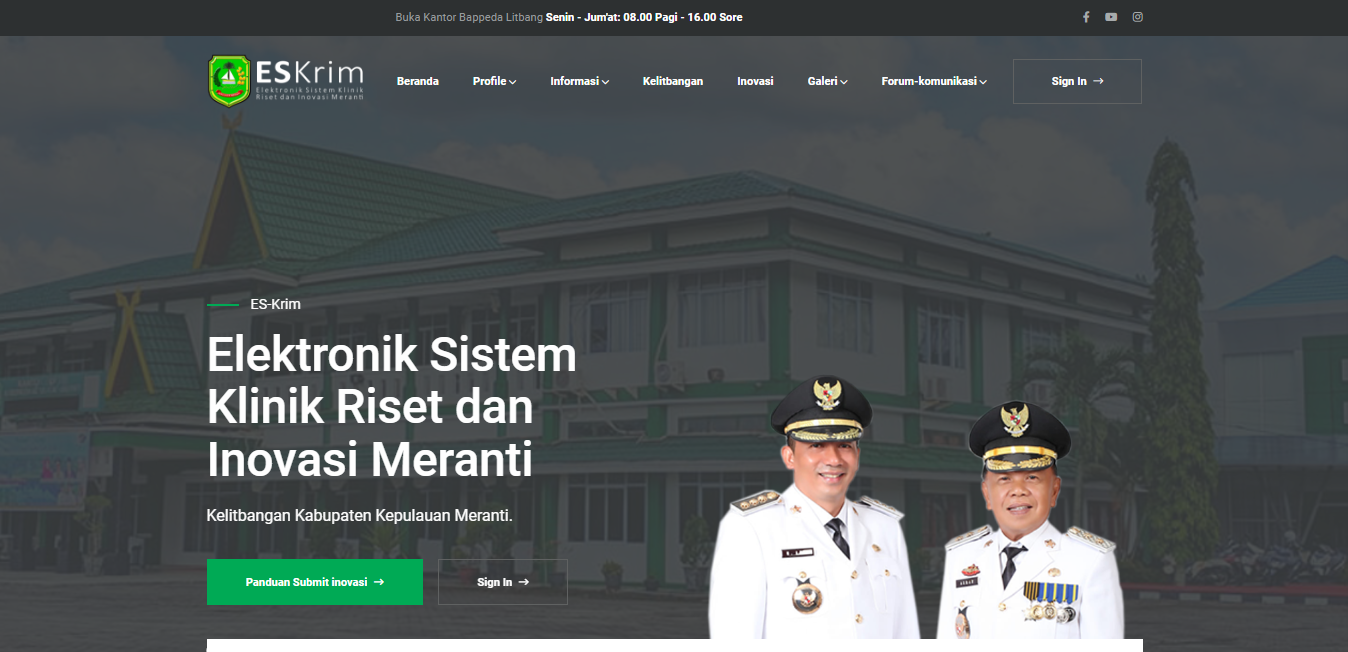 Buka Kantor Bappeda Litbang Senin - Jum'at: 08.00 Pagi - 16.00 Sore
ESKrim
Elektronik Sistem Klinik
Riset dan Inovasi Meranti
Beranda
Profile
Informasi
Kelitbangan
Inovasi
Galeri
Forum-komunikasi
Sign In →
ES-Krim
Elektronik Sistem
Klinik Riset dan
Inovasi Meranti
Kelitbangan Kabupaten Kepulauan Meranti.
Panduan Submit inovasi →
Sign In →